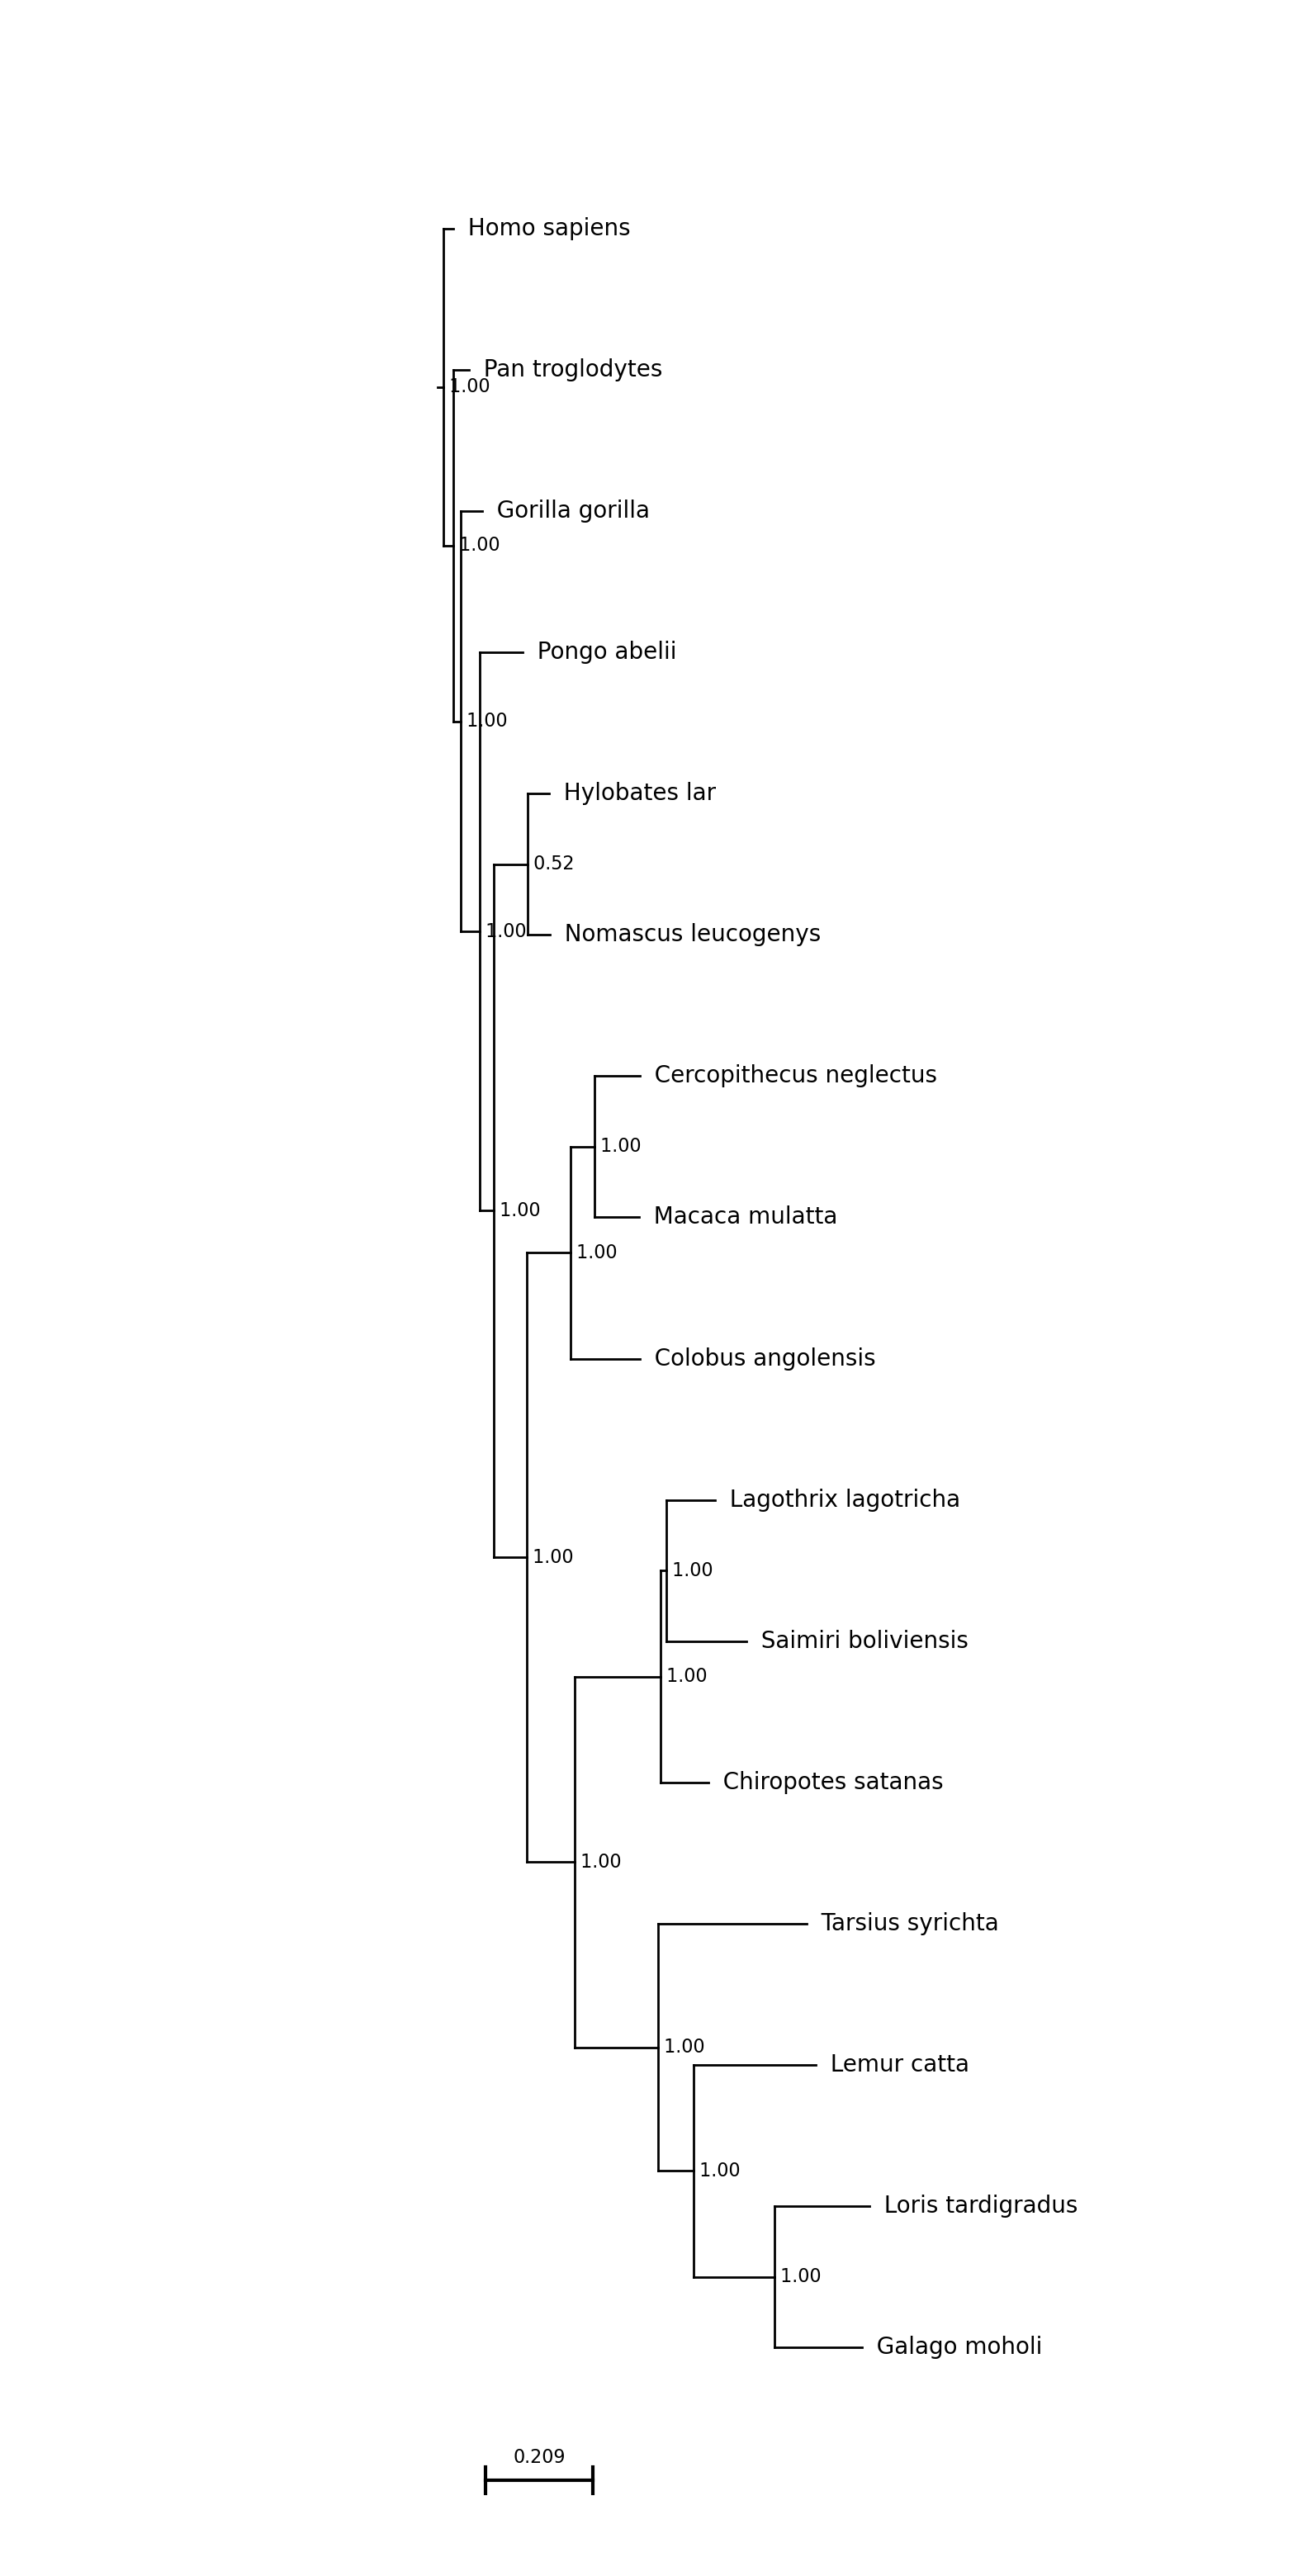 Homo sapiens
Pan troglodytes
1.00
Gorilla gorilla
1.00
Pongo abelii
1.00
Hylobates lar
0.52
1.00
Nomascus leucogenys
Cercopithecus neglectus
1.00
1.00
Macaca mulatta
1.00
Colobus angolensis
Lagothrix lagotricha
1.00
1.00
Saimiri boliviensis
1.00
Chiropotes satanas
1.00
Tarsius syrichta
1.00
Lemur catta
1.00
Loris tardigradus
1.00
Galago moholi
0.209